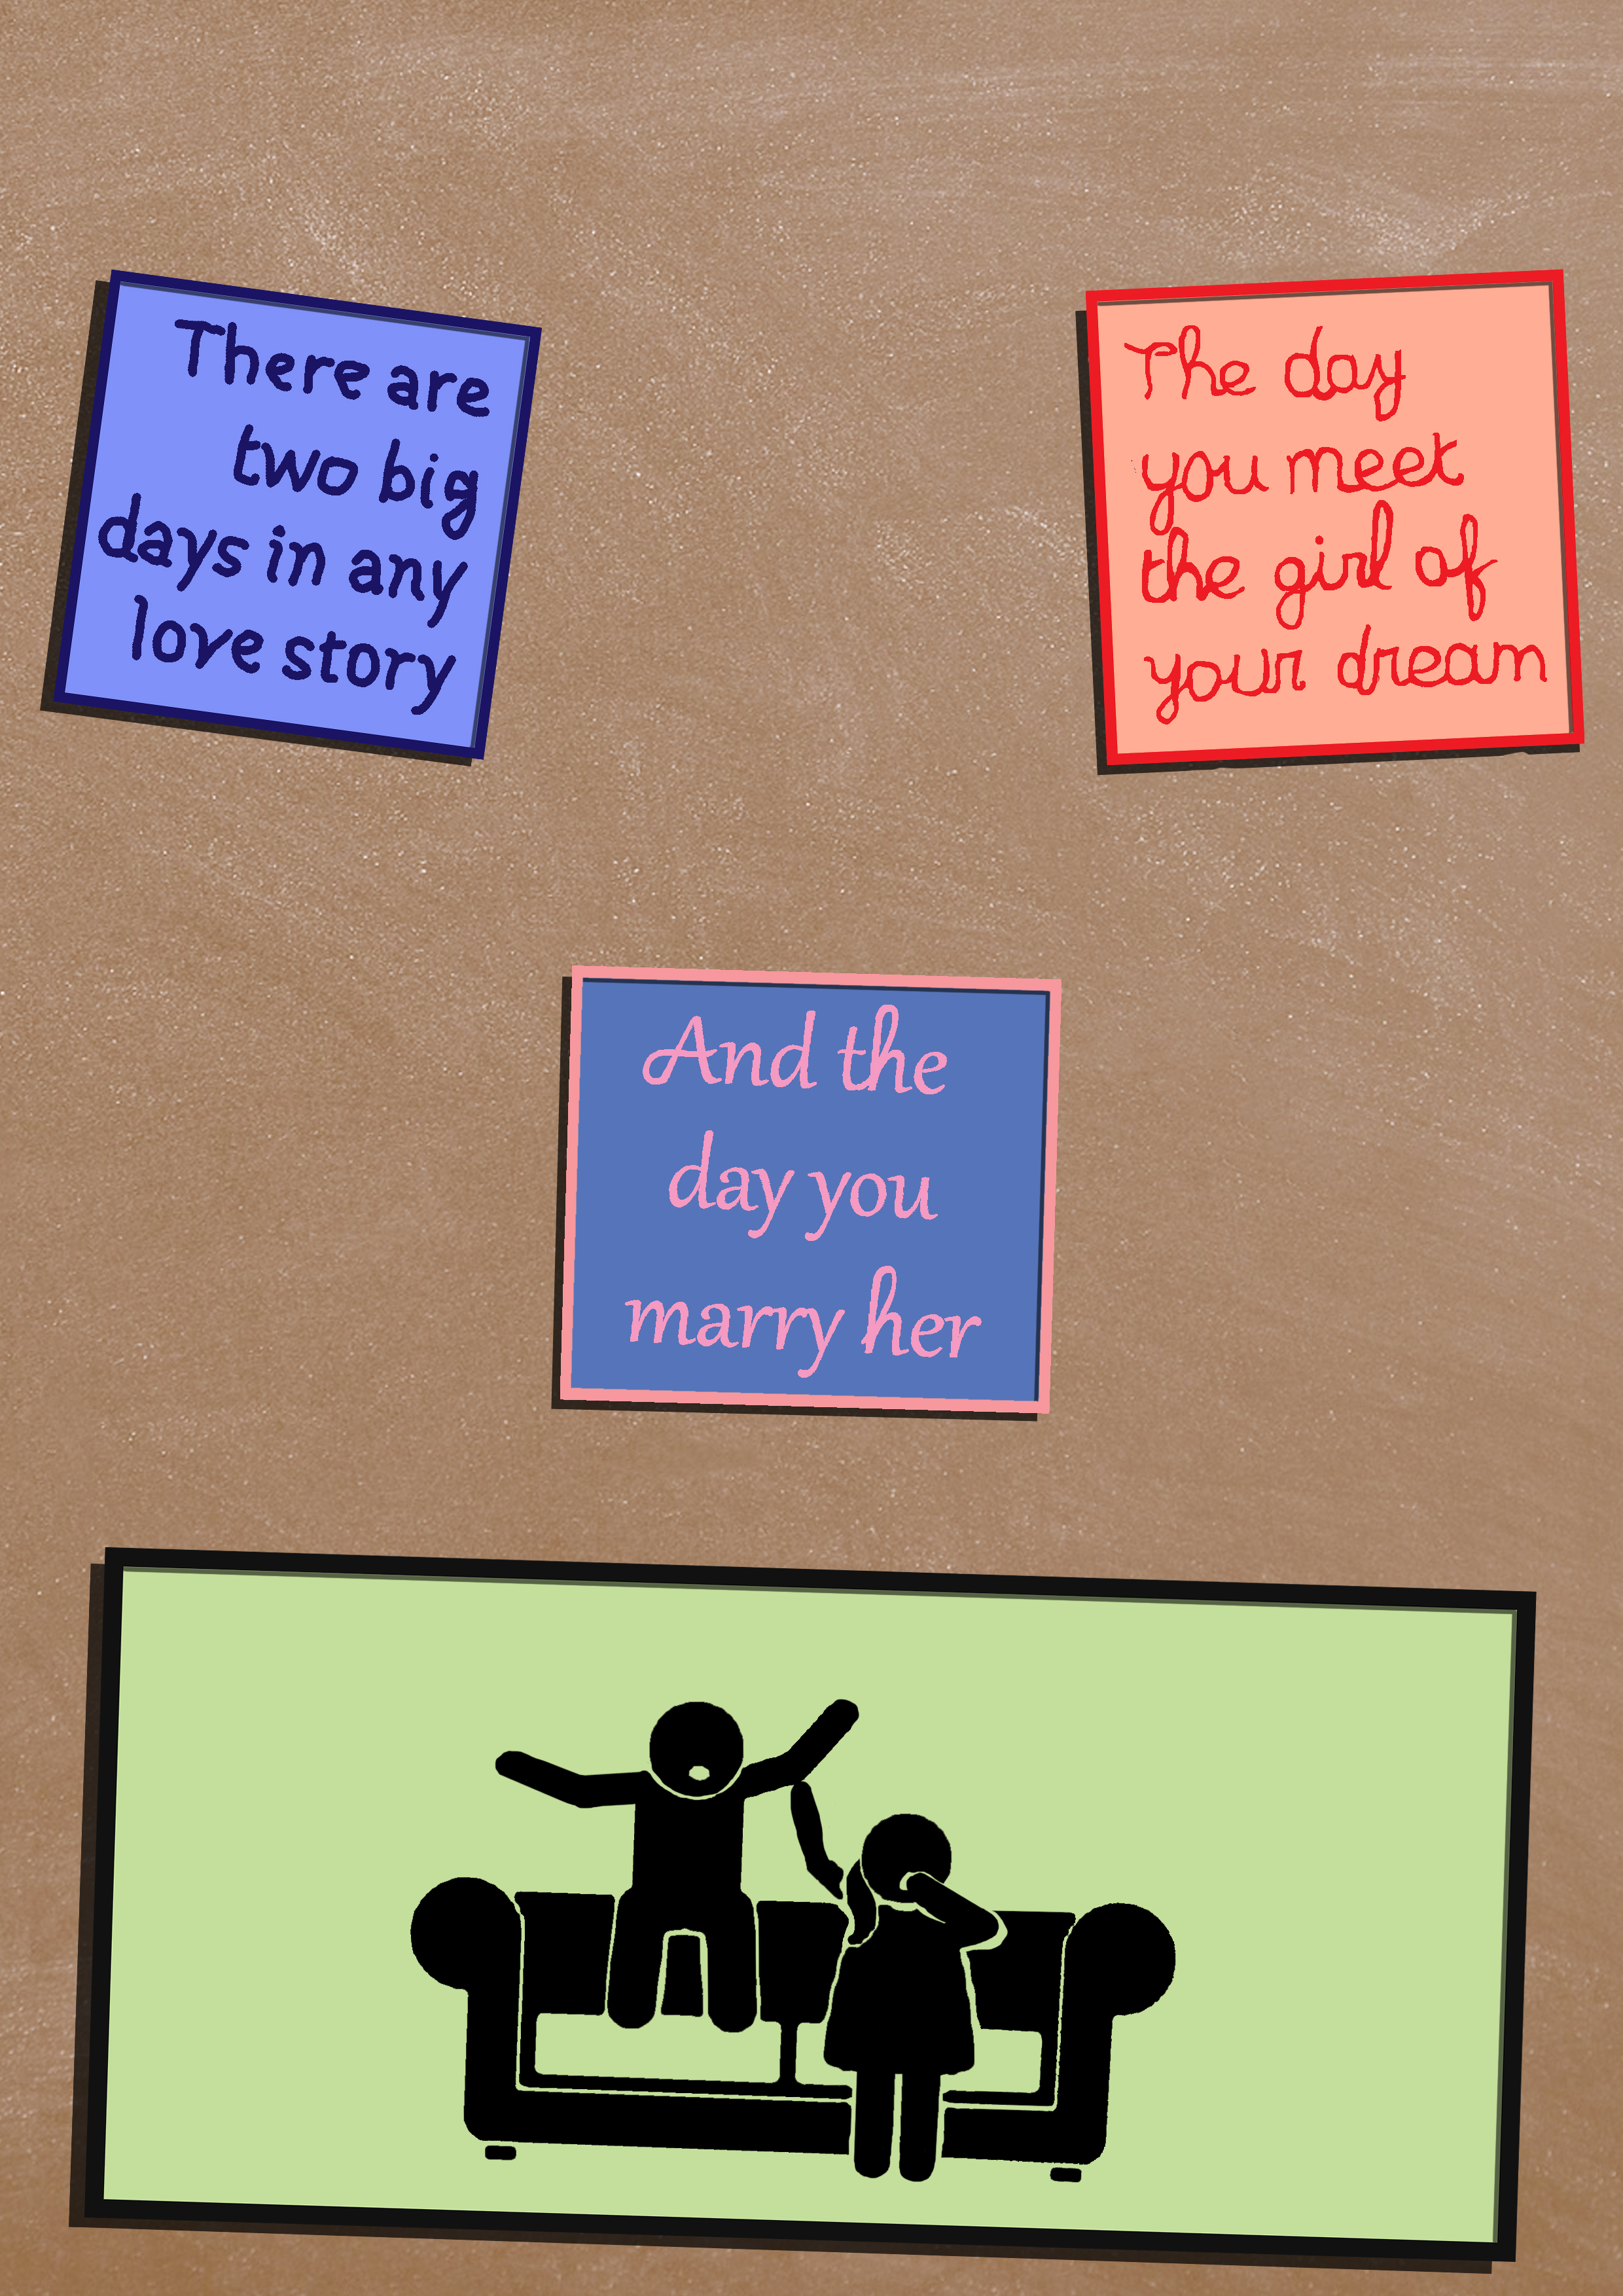 There are
two big
days in any
love story
The day
you meet
the girl of
your dream
And the
day you
marry her